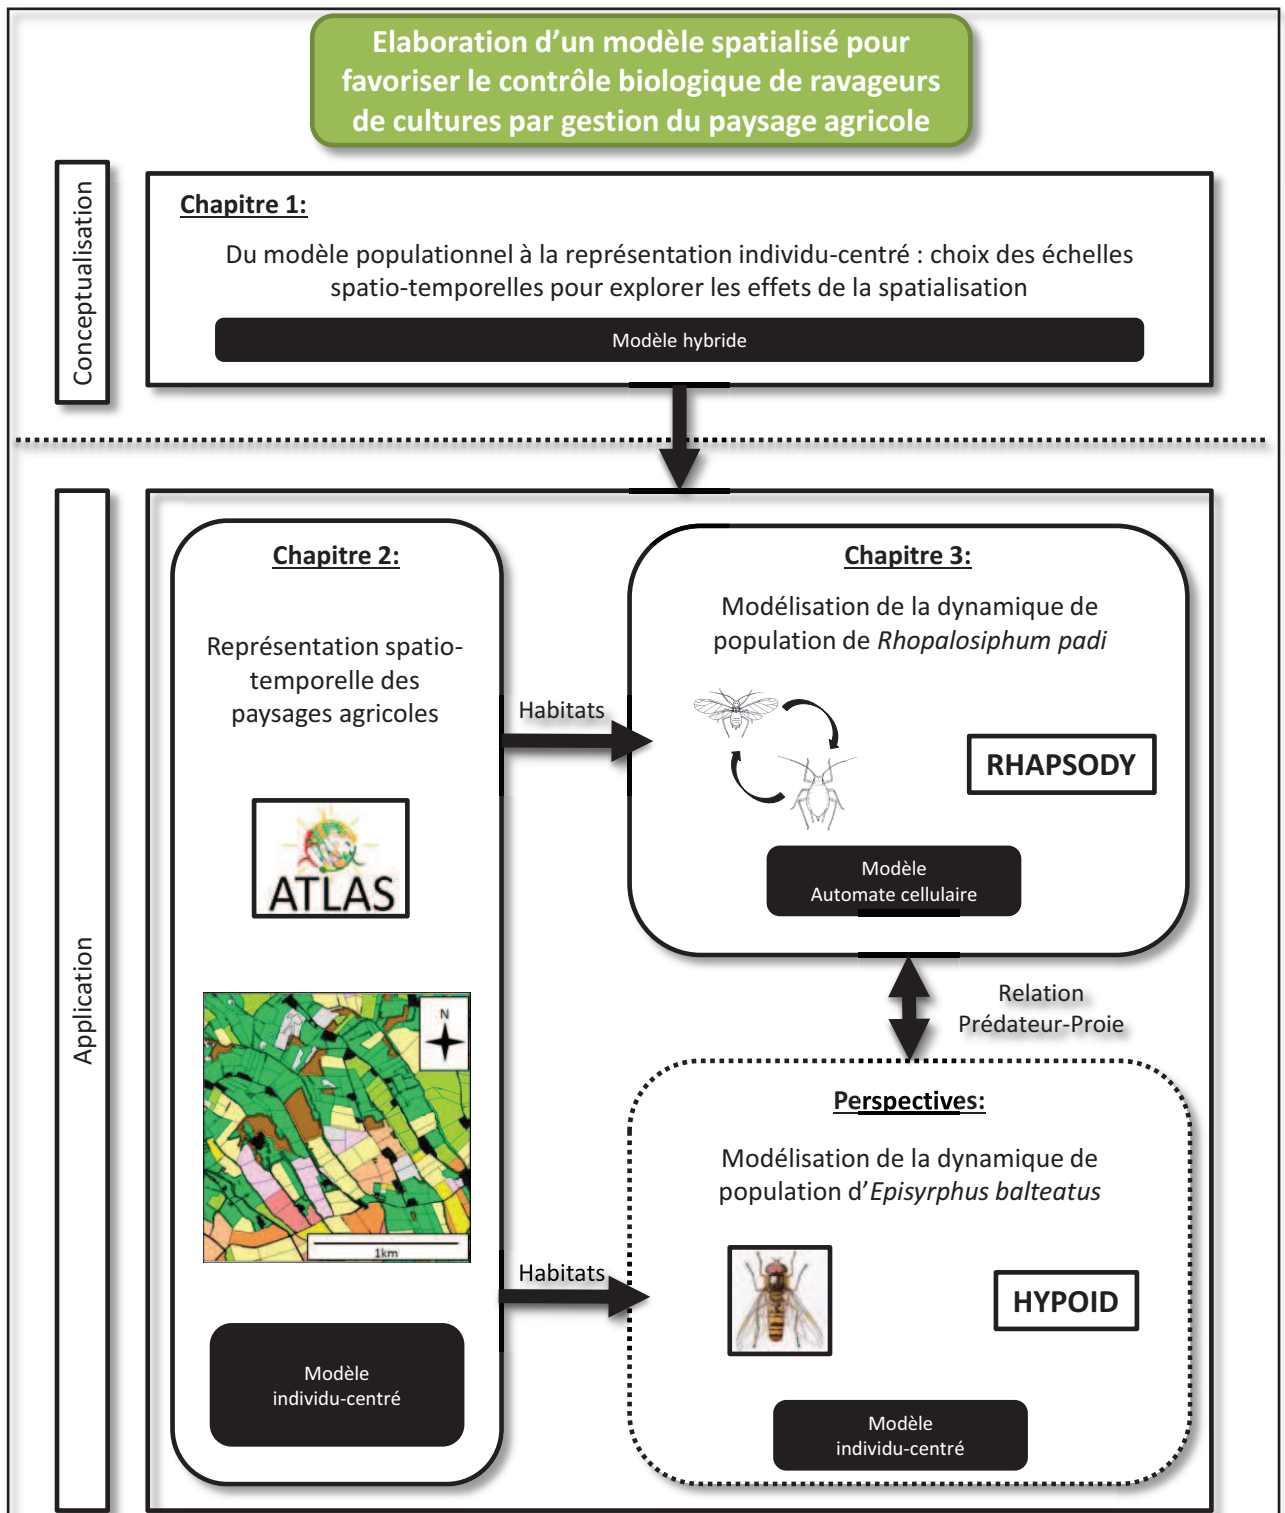 Elaboration d'un modèle spatialisé pour
favoriser le contrôle biologique de ravageurs
de cultures par gestion du paysage agricole
Conceptualisation
Chapitre 1:
Du modèle populationnel à la représentation individu-centré : choix des échelles
spatio-temporelles pour explorer les effets de la spatialisation
Modèle hybride
Application
Chapitre 2:
Représentation spatio-
temporelle des
paysages agricoles
ATLAS
N
1km
Modèle
individu-centré
Habitats
Habitats
Chapitre 3:
Modélisation de la dynamique de
population de Rhopalosiphum padi
RHAPSODY
Modèle
Automate cellulaire
Relation
Prédateur-Proie
Perspectives:
Modélisation de la dynamique de
population d'Episyrphus balteatus
HYPOID
Modèle
individu-centré